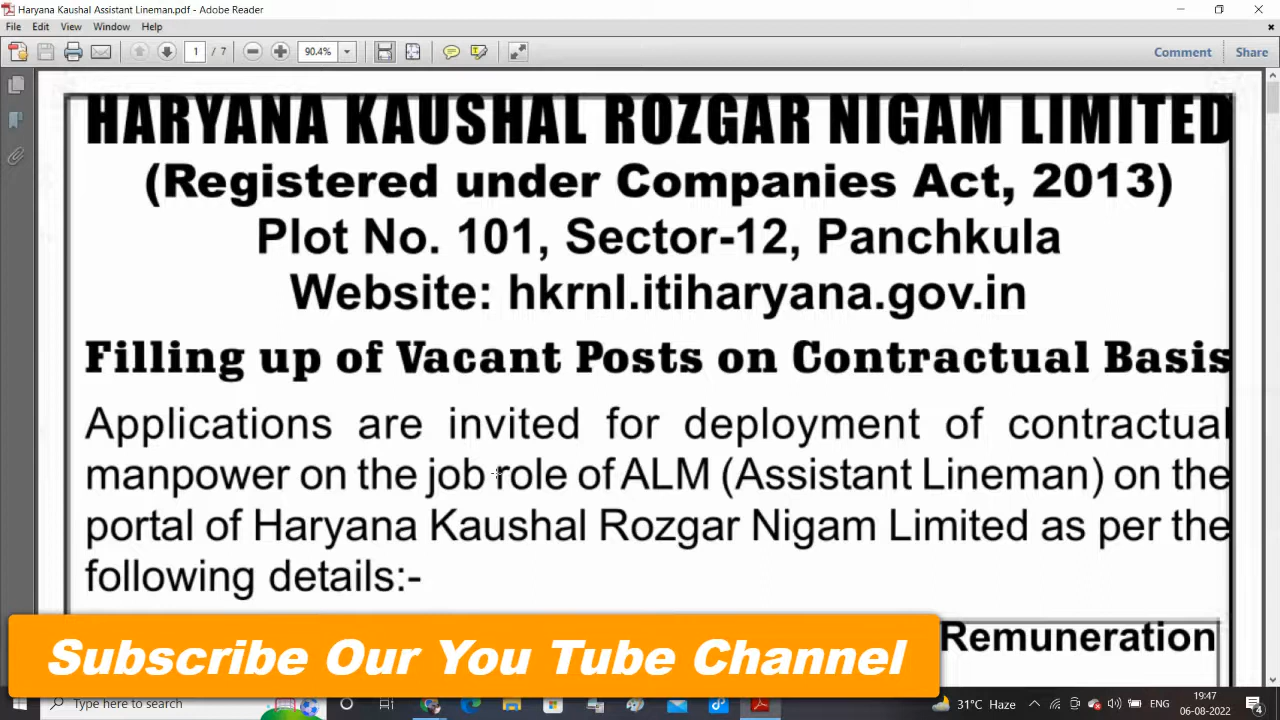 Haryana Kaushal Assistant Lineman.pdf - Adobe Reader
File Edit View Window Help
1 / 7 90.4% Comment Share
HARYANA KAUSHAL ROZGAR NIGAM LIMITED
(Registered under Companies Act, 2013)
Plot No. 101, Sector-12, Panchkula
Website: hkrnl.itiharyana.gov.in
Filling up of Vacant Posts on Contractual Basis
Applications are invited for deployment of contractual
manpower on the job role of ALM (Assistant Lineman) on the
portal of Haryana Kaushal Rozgar Nigam Limited as per the
following details:-
Remuneration
Subscribe Our You Tube Channel
Type here to search
31°C Haze ENG 19:47
06-08-2022
4